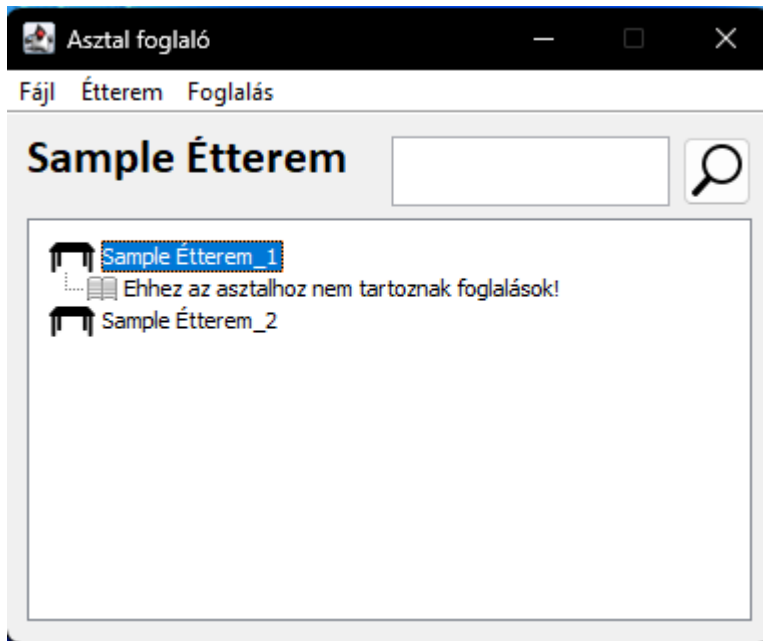 Asztal foglaló
Fájl Étterem Foglalás
Sample Étterem
Sample Étterem_1
Ehhez az asztalhoz nem tartoznak foglalások!
Sample Étterem_2